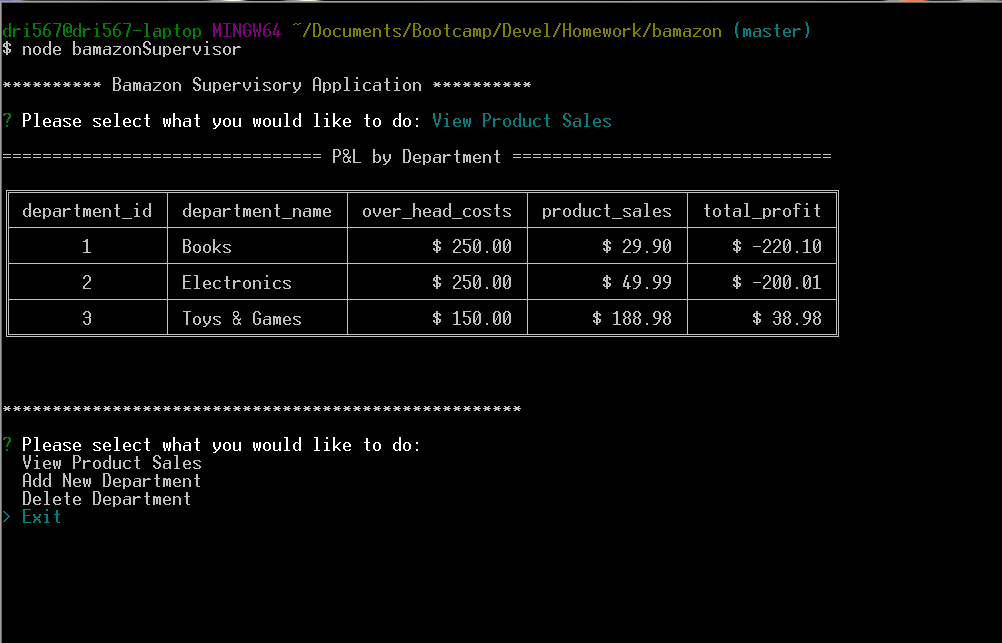 dri567@dri567-laptop MINGW64 ~/Documents/Bootcamp/Devel/Homework/bamazon (master)
$ node bamazonSupervisor
********** Bamazon Supervisory Application **********
? Please select what you would like to do: View Product Sales
================================ P&L by Department ================================
department_id department_name over_head_costs product_sales total_profit
1 Books $ 250.00 $ 29.90 $ -220.10
2 Electronics $ 250.00 $ 49.99 $ -200.01
3 Toys & Games $ 150.00 $ 188.98 $ 38.98
****************************************************
? Please select what you would like to do:
View Product Sales
Add New Department
Delete Department
> Exit